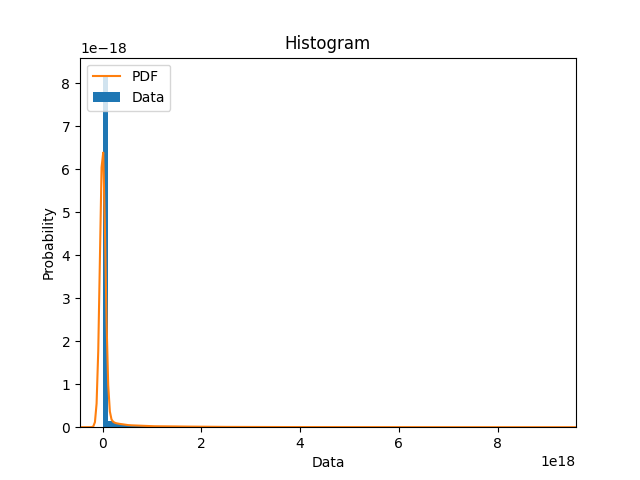 Histogram
1e−18
PDF
Data
8
7
6
5
4
3
2
1
0
Probability
0 2 4 6 8
1e18
Data